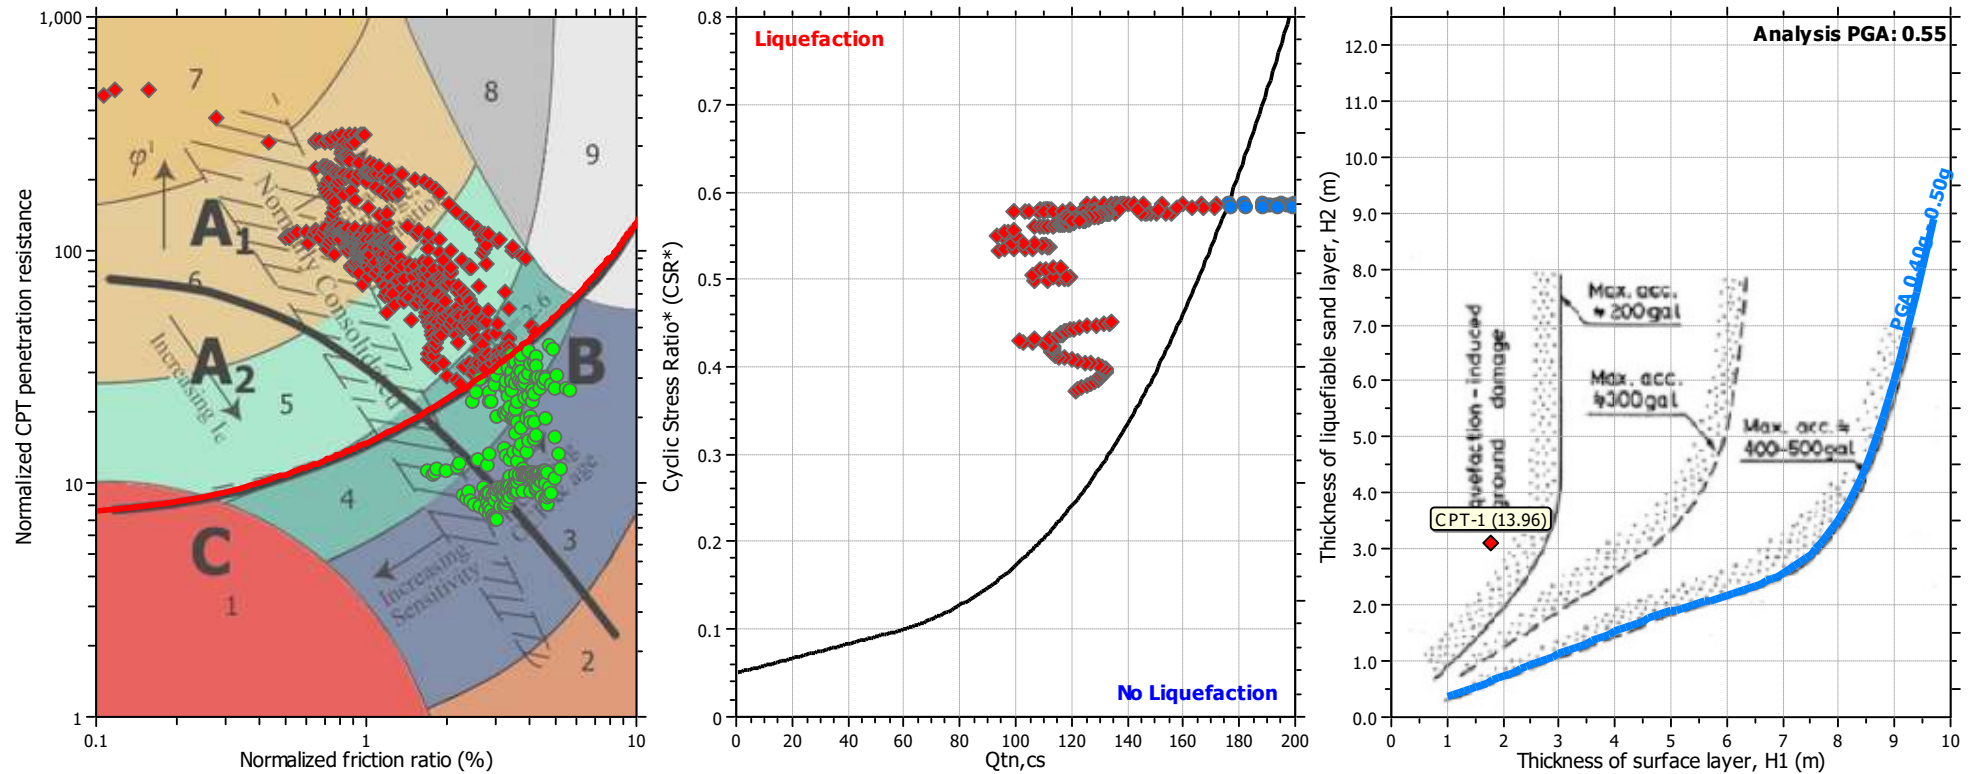 1,000
100
10
1
0.1
1
10
Normalized CPT penetration resistance
Normalized friction ratio (%)
7
8
9
φ'
A1
6
A2
5
B
4
C
3
1
2
Normally Consolidated
Increasing Ic
Increasing
Sensitivity
age
Liquefaction
No Liquefaction
0.8
0.7
0.6
0.5
0.4
0.3
0.2
0.1
0
0 20 40 60 80 100 120 140 160 180 200
Cyclic Stress Ratio* (CSR*)
Qtn,cs
Analysis PGA: 0.55
12.0
11.0
10.0
9.0
8.0
7.0
6.0
5.0
4.0
3.0
2.0
1.0
0.0
0 1 2 3 4 5 6 7 8 9 10
Thickness of liquefiable sand layer, H2 (m)
Thickness of surface layer, H1 (m)
PGA 0.40g - 0.50g
Max. acc.
≒ 200gal
Max. acc.
≒300gal
Max. acc. ≒
400-500gal
quefaction-induced
ground damage
CPT-1 (13.96)